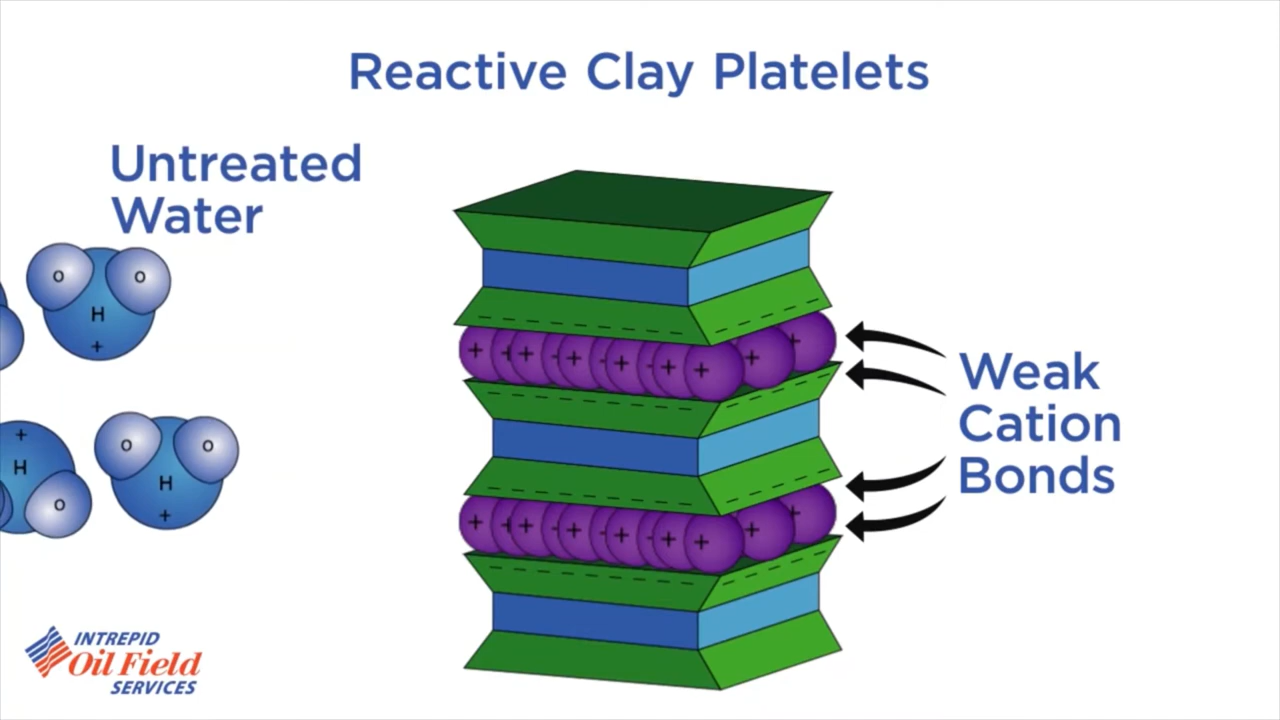 Reactive Clay Platelets
Untreated
Water
O
O
H
+
+
H
O
O
O
H
+
+ + + + + + + + +
+ + + + + + + + +
Weak
Cation
Bonds
INTREPID
Oil Field
SERVICES